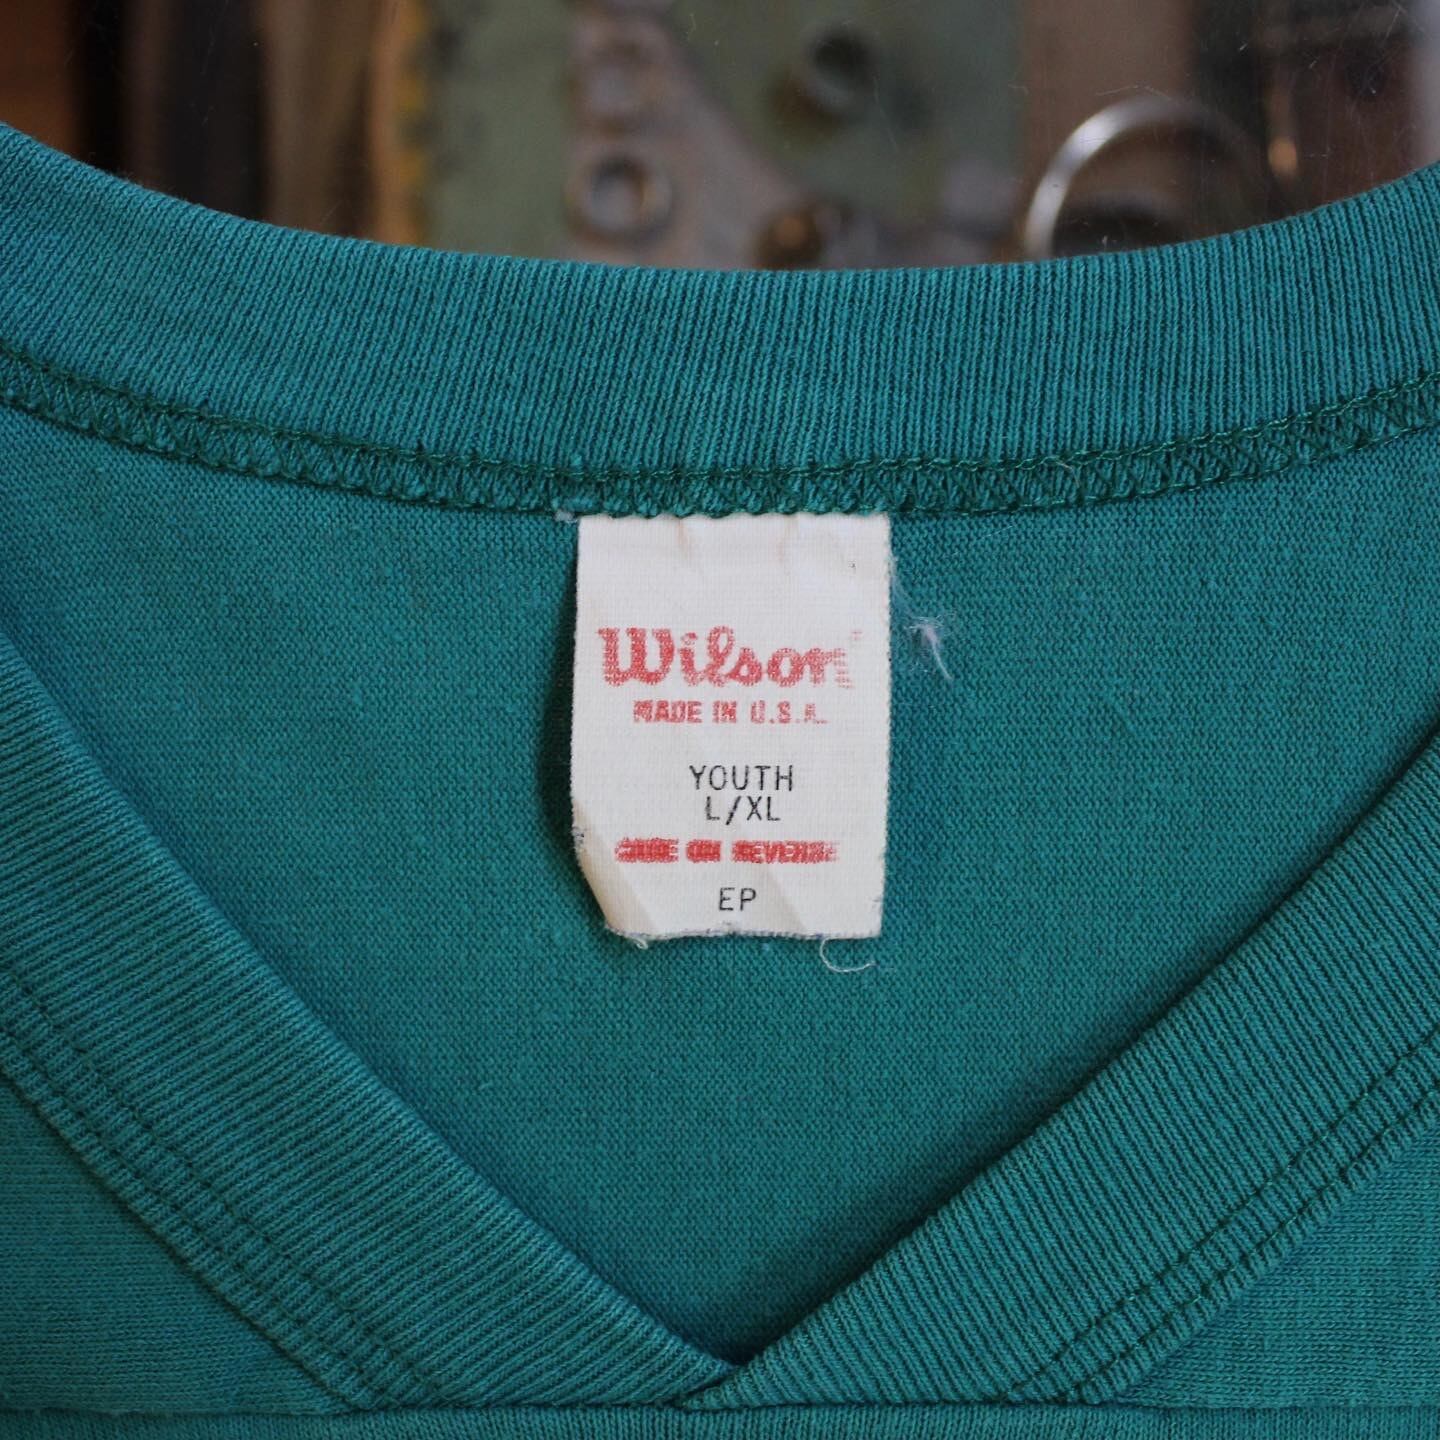 Wilson
MADE IN U.S.A.
YOUTH
L/XL
CARE ON REVERSE
EP